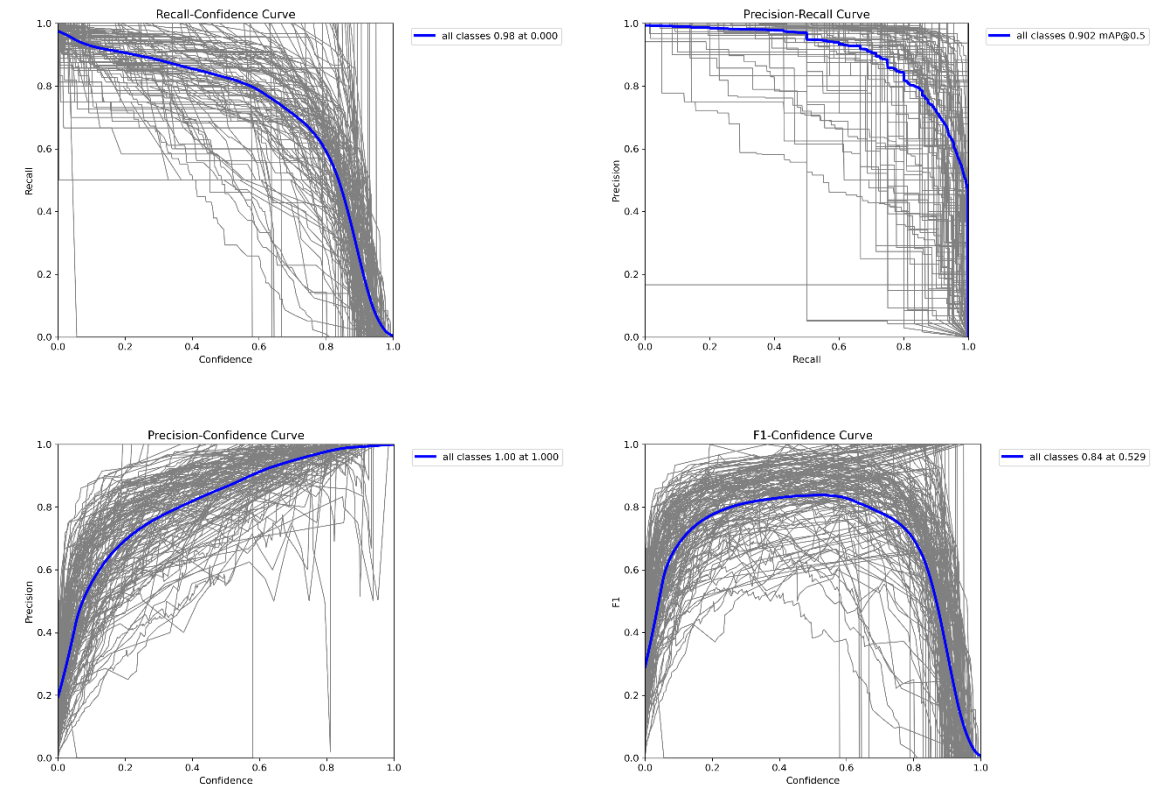 Recall-Confidence Curve
1.0
0.8
0.6
0.4
0.2
0.0
Recall
0.0 0.2 0.4 0.6 0.8 1.0
Confidence
all classes 0.98 at 0.000
Precision-Recall Curve
1.0
0.8
0.6
0.4
0.2
0.0
Precision
0.0 0.2 0.4 0.6 0.8 1.0
Recall
all classes 0.902 mAP@0.5
Precision-Confidence Curve
1.0
0.8
0.6
0.4
0.2
0.0
Precision
0.0 0.2 0.4 0.6 0.8 1.0
Confidence
all classes 1.00 at 1.000
F1-Confidence Curve
1.0
0.8
0.6
0.4
0.2
0.0
F1
0.0 0.2 0.4 0.6 0.8 1.0
Confidence
all classes 0.84 at 0.529